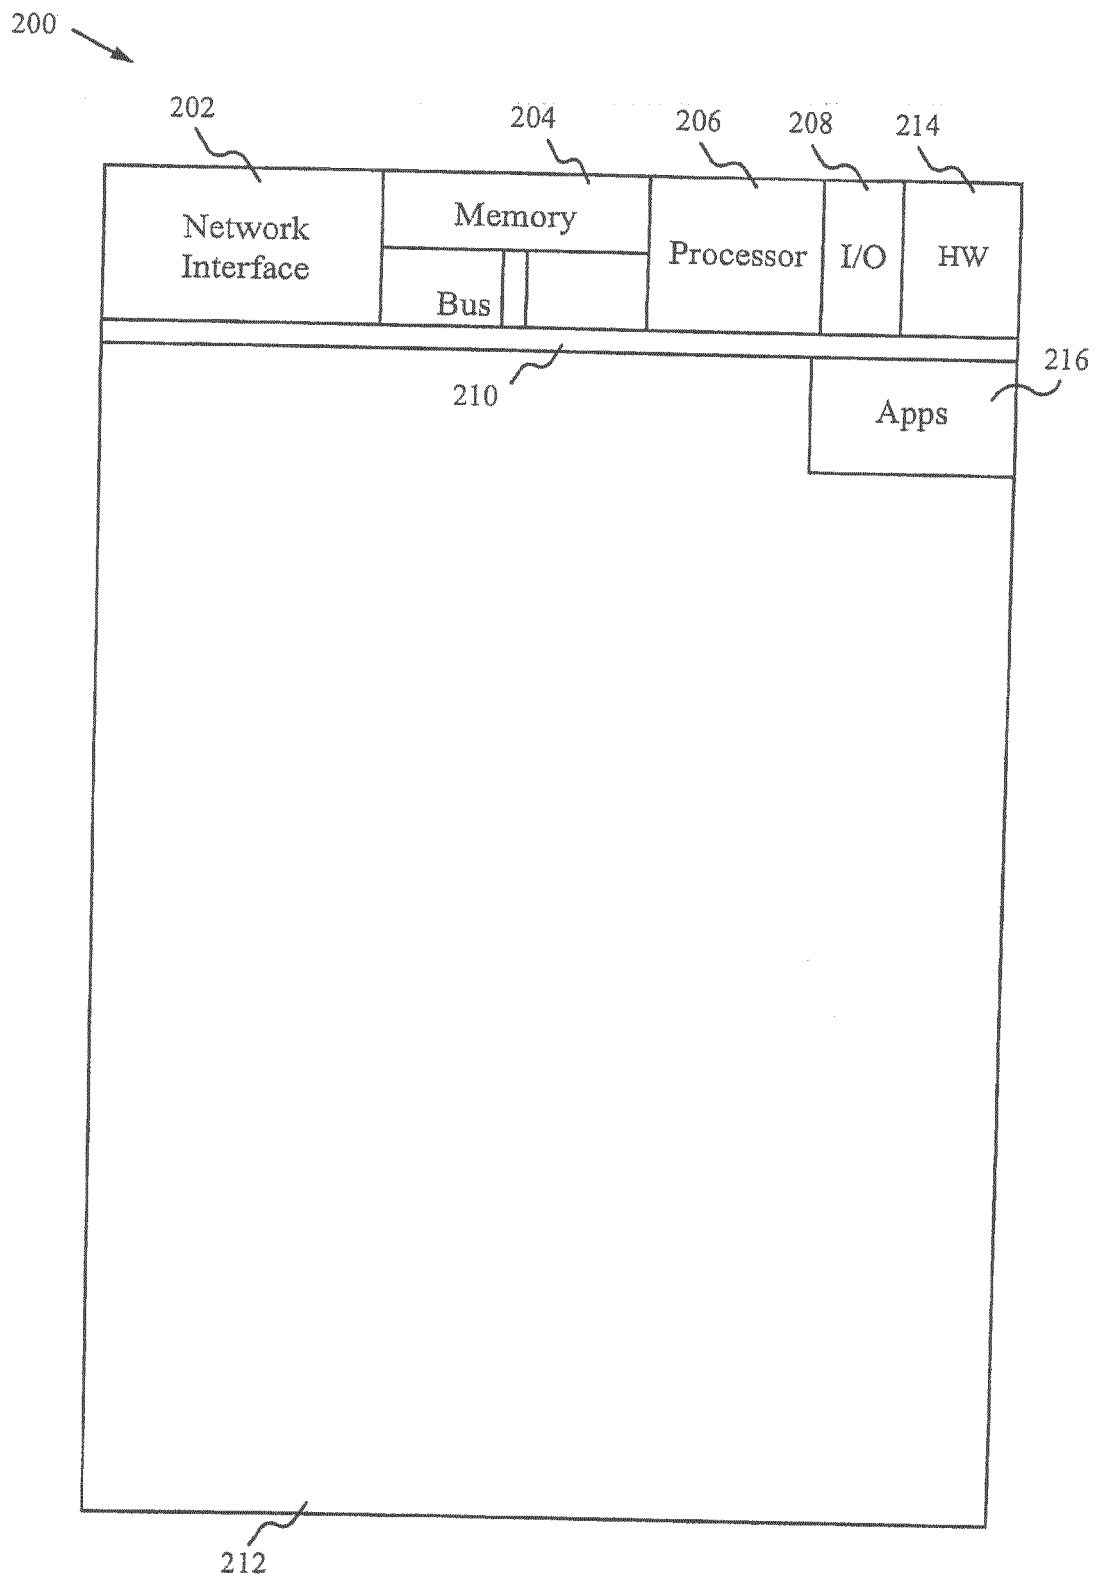 200
202
204
206
208
214
Network
Interface
Memory
Processor
I/O
HW
Bus
210
216
Apps
212